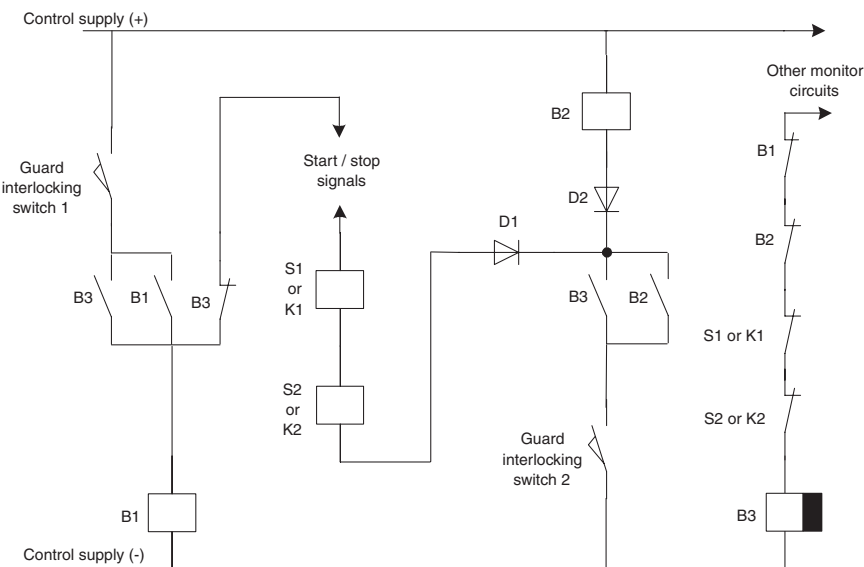 Control supply (+)
Other monitor
circuits
B2
B1
Guard
interlocking
switch 1
Start / stop
signals
D2
D1
B2
S1
or
K1
B3
B1
B3
B3
B2
S1 or K1
S2
or
K2
S2 or K2
Guard
interlocking
switch 2
B1
B3
Control supply (-)